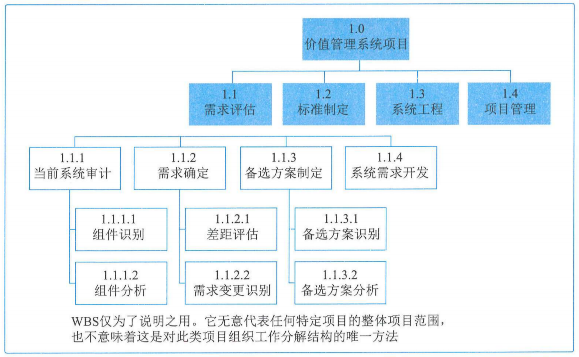 1.0
价值管理系统项目
1.1
需求评估
1.2
标准制定
1.3
系统工程
1.4
项目管理
1.1.1
当前系统审计
1.1.2
需求确定
1.1.3
备选方案制定
1.1.4
系统需求开发
1.1.1.1
组件识别
1.1.2.1
差距评估
1.1.3.1
备选方案识别
1.1.1.2
组件分析
1.1.2.2
需求变更识别
1.1.3.2
备选方案分析
WBS仅为了说明之用。它无意代表任何特定项目的整体项目范围，
也不意味着这是对此类项目组织工作分解结构的唯一方法